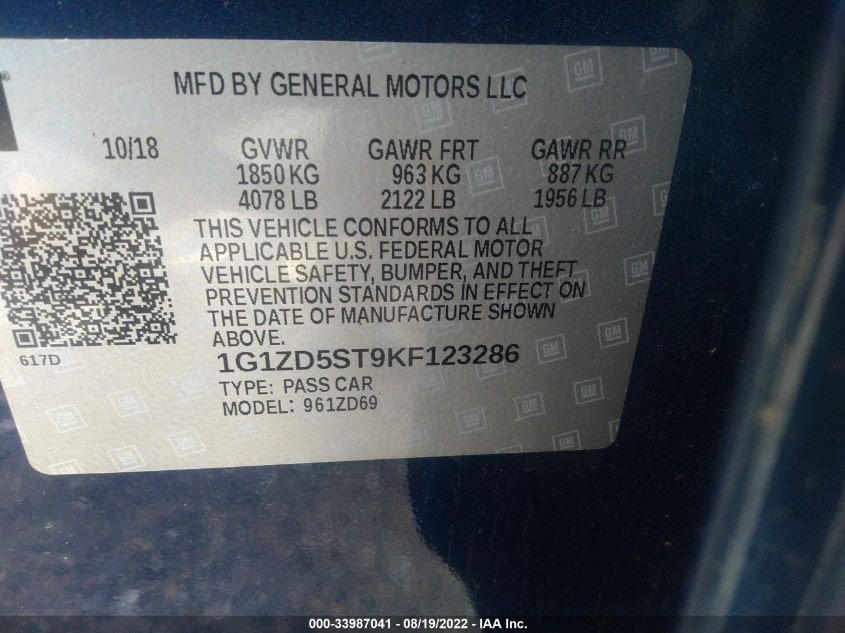 MFD BY GENERAL MOTORS LLC
10/18 GVWR GAWR FRT GAWR RR
1850 KG 963 KG 887 KG
4078 LB 2122 LB 1956 LB
THIS VEHICLE CONFORMS TO ALL
APPLICABLE U.S. FEDERAL MOTOR
VEHICLE SAFETY, BUMPER, AND THEFT
PREVENTION STANDARDS IN EFFECT ON
THE DATE OF MANUFACTURE SHOWN
ABOVE.
617D
1G1ZD5ST9KF123286
TYPE: PASS CAR
MODEL: 961ZD69
000-33987041 - 08/19/2022 - IAA Inc.